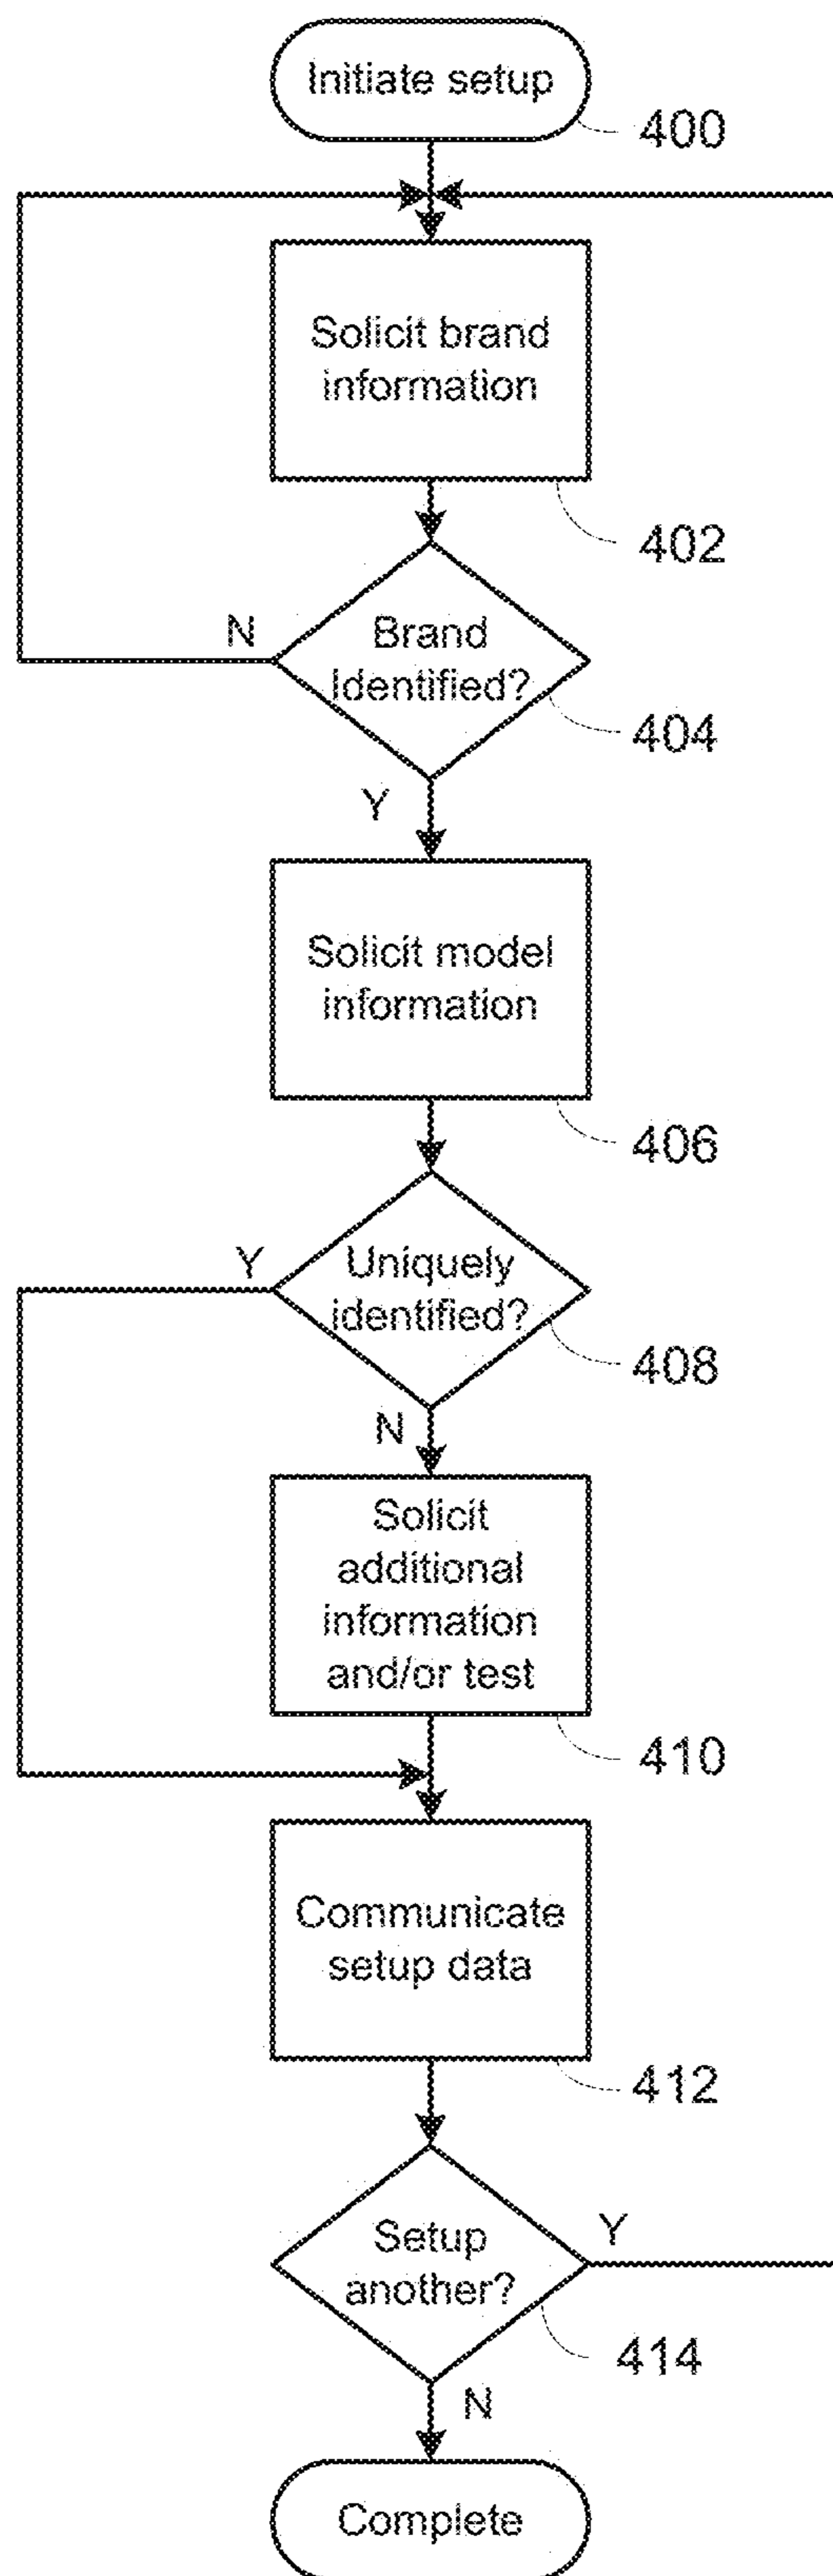 Initiate setup
400
Solicit brand
information
402
Brand
Identified?
N
404
Y
Solicit model
information
406
Y
Uniquely
identified?
408
N
Solicit
additional
information
and/or test
410
Communicate
setup data
412
Setup
another?
Y
414
N
Complete